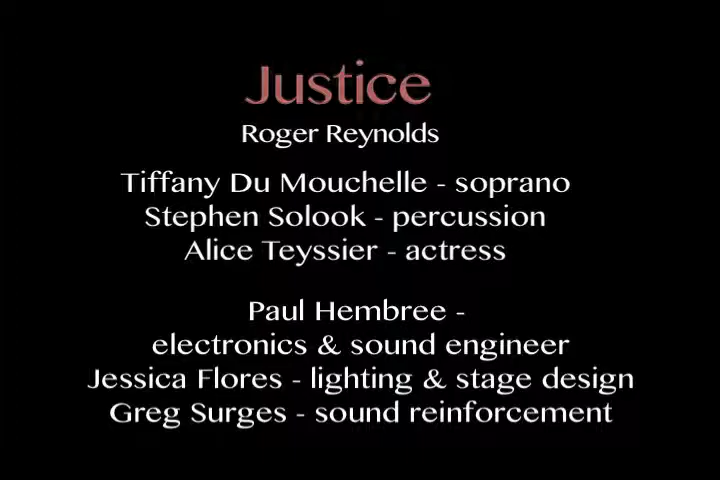 Justice
Roger Reynolds
Tiffany Du Mouchelle - soprano
Stephen Solook - percussion
Alice Teyssier - actress
Paul Hembree -
electronics & sound engineer
Jessica Flores - lighting & stage design
Greg Surges - sound reinforcement